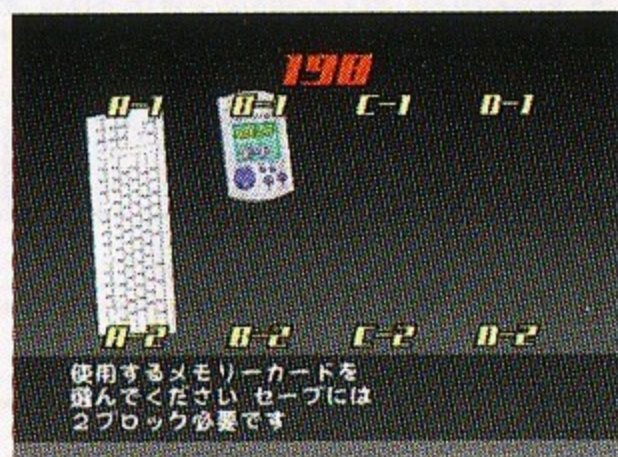 198
A-1 B-1 C-1 D-1
A-2 B-2 C-2 D-2
使用するメモリーカードを
選んでください セーブには
2ブロック必要です